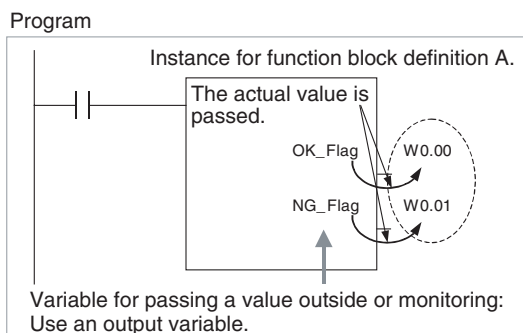 Program
Instance for function block definition A.
The actual value is
passed.
OK_Flag W0.00
NG_Flag W0.01
Variable for passing a value outside or monitoring:
Use an output variable.